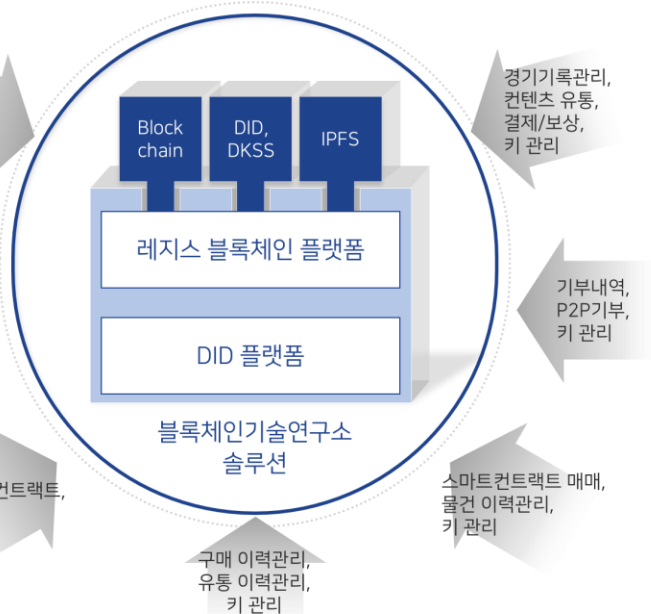 경기기록관리,
컨텐츠 유통,
결제/보상,
키 관리
Block
chain
DID,
DKSS
IPFS
레지스 블록체인 플랫폼
기부내역,
P2P기부,
키 관리
DID 플랫폼
블록체인기술연구소
솔루션
컨트랙트,
스마트컨트랙트 매매,
물건 이력관리,
키 관리
구매 이력관리,
유통 이력관리,
키 관리